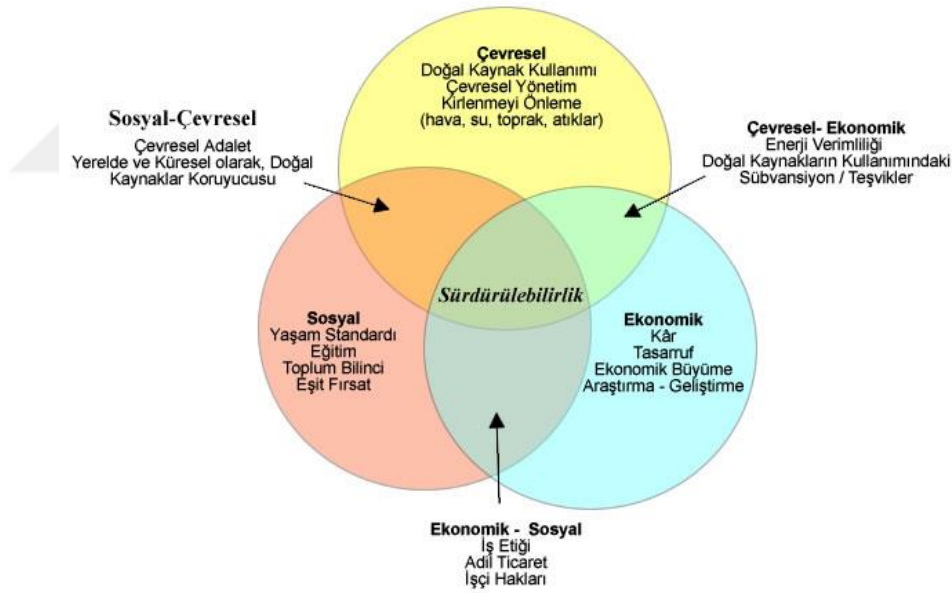 Çevresel
Doğal Kaynak Kullanımı
Çevresel Yönetim
Kirlenmeyi Önleme
(hava, su, toprak, atıklar)
Sosyal-Çevresel
Çevresel Adalet
Yerelde ve Küresel olarak, Doğal
Kaynaklar Koruyucusu
Çevresel- Ekonomik
Enerji Verimliliği
Doğal Kaynakların Kullanımındaki
Sübvansiyon / Teşvikler
Sürdürülebilirlik
Sosyal
Yaşam Standardı
Eğitim
Toplum Bilinci
Eşit Fırsat
Ekonomik
Kâr
Tasarruf
Ekonomik Büyüme
Araştırma - Geliştirme
Ekonomik - Sosyal
İş Etiği
Adil Ticaret
İşçi Hakları